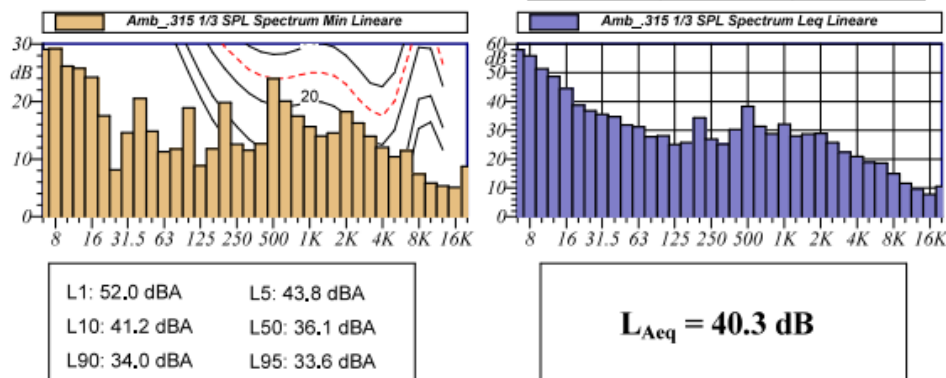 Amb_.315 1/3 SPL Spectrum Min Lineare
30
dB
20
10
0
20
8 16 31.5 63 125 250 500 1K 2K 4K 8K 16K
Amb_.315 1/3 SPL Spectrum Leq Lineare
60
dB
50
40
30
20
10
0
8 16 31.5 63 125 250 500 1K 2K 4K 8K 16K
L1: 52.0 dBA L5: 43.8 dBA
L10: 41.2 dBA L50: 36.1 dBA
L90: 34.0 dBA L95: 33.6 dBA
LAeq = 40.3 dB